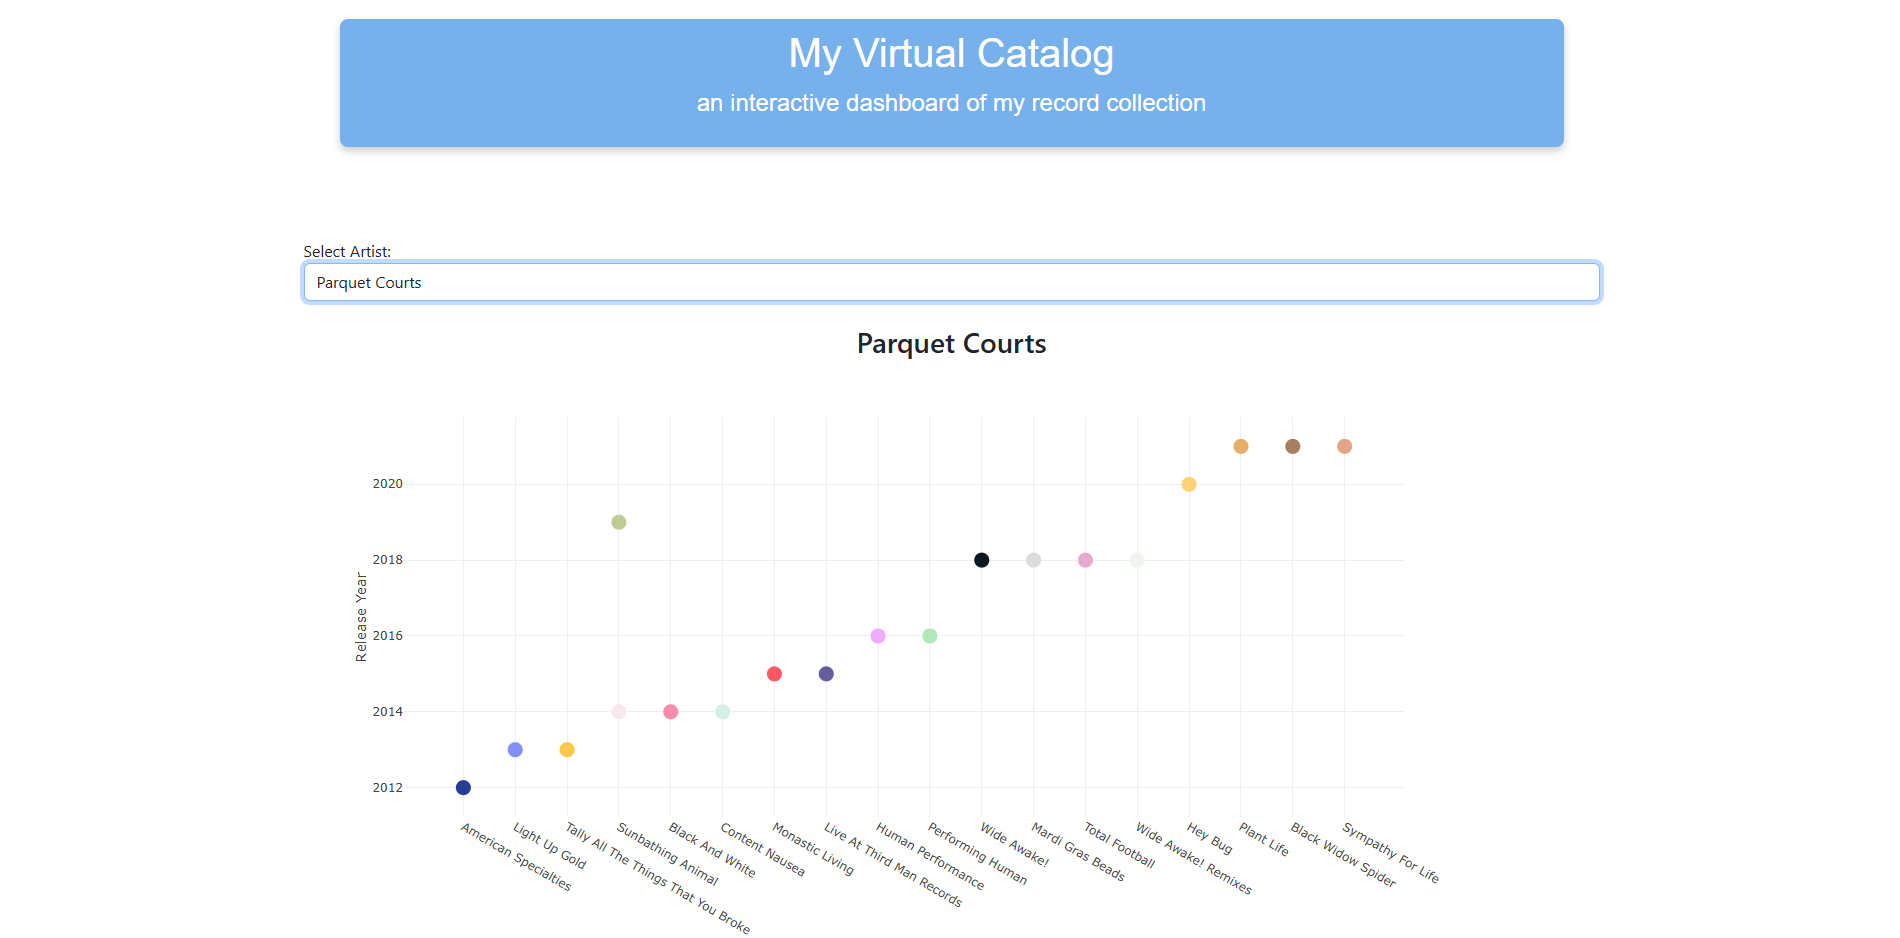 My Virtual Catalog
an interactive dashboard of my record collection
Select Artist:
Parquet Courts
Parquet Courts
Release Year
2020
2018
2016
2014
2012
American Specialties
Light Up Gold
Tally All The Things That You Broke
Sunbathing Animal
Black And White
Content Nausea
Monastic Living
Live At Third Man Records
Human Performance
Performing Human
Wide Awake!
Mardi Gras Beads
Total Football
Wide Awake! Remixes
Hey Bug
Plant Life
Black Widow Spider
Sympathy For Life